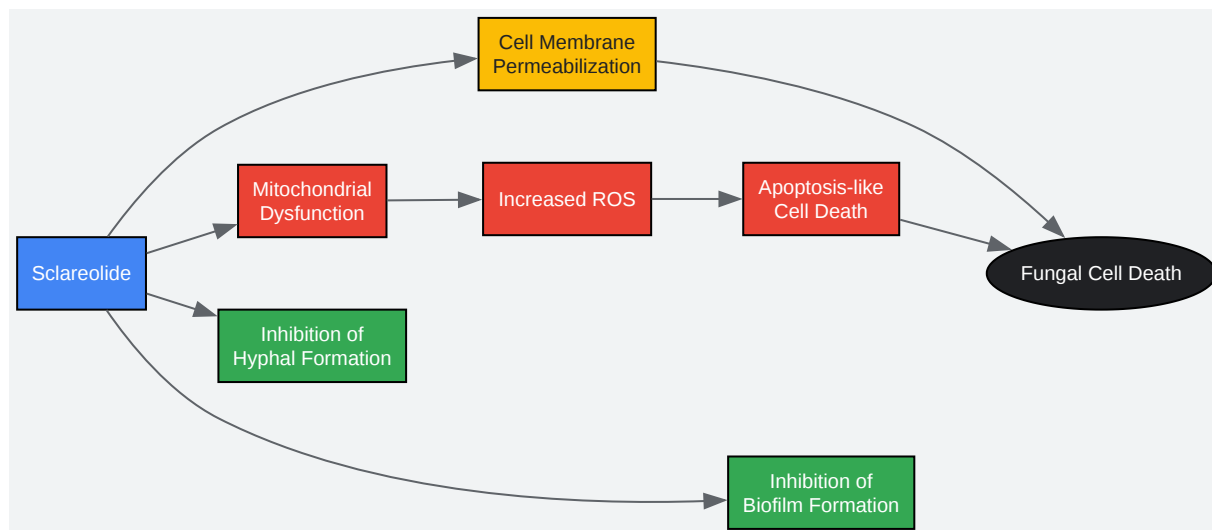 Cell Membrane
Permeabilization
Mitochondrial
Dysfunction
Increased ROS
Apoptosis-like
Cell Death
Sclareolide
Fungal Cell Death
Inhibition of
Hyphal Formation
Inhibition of
Biofilm Formation